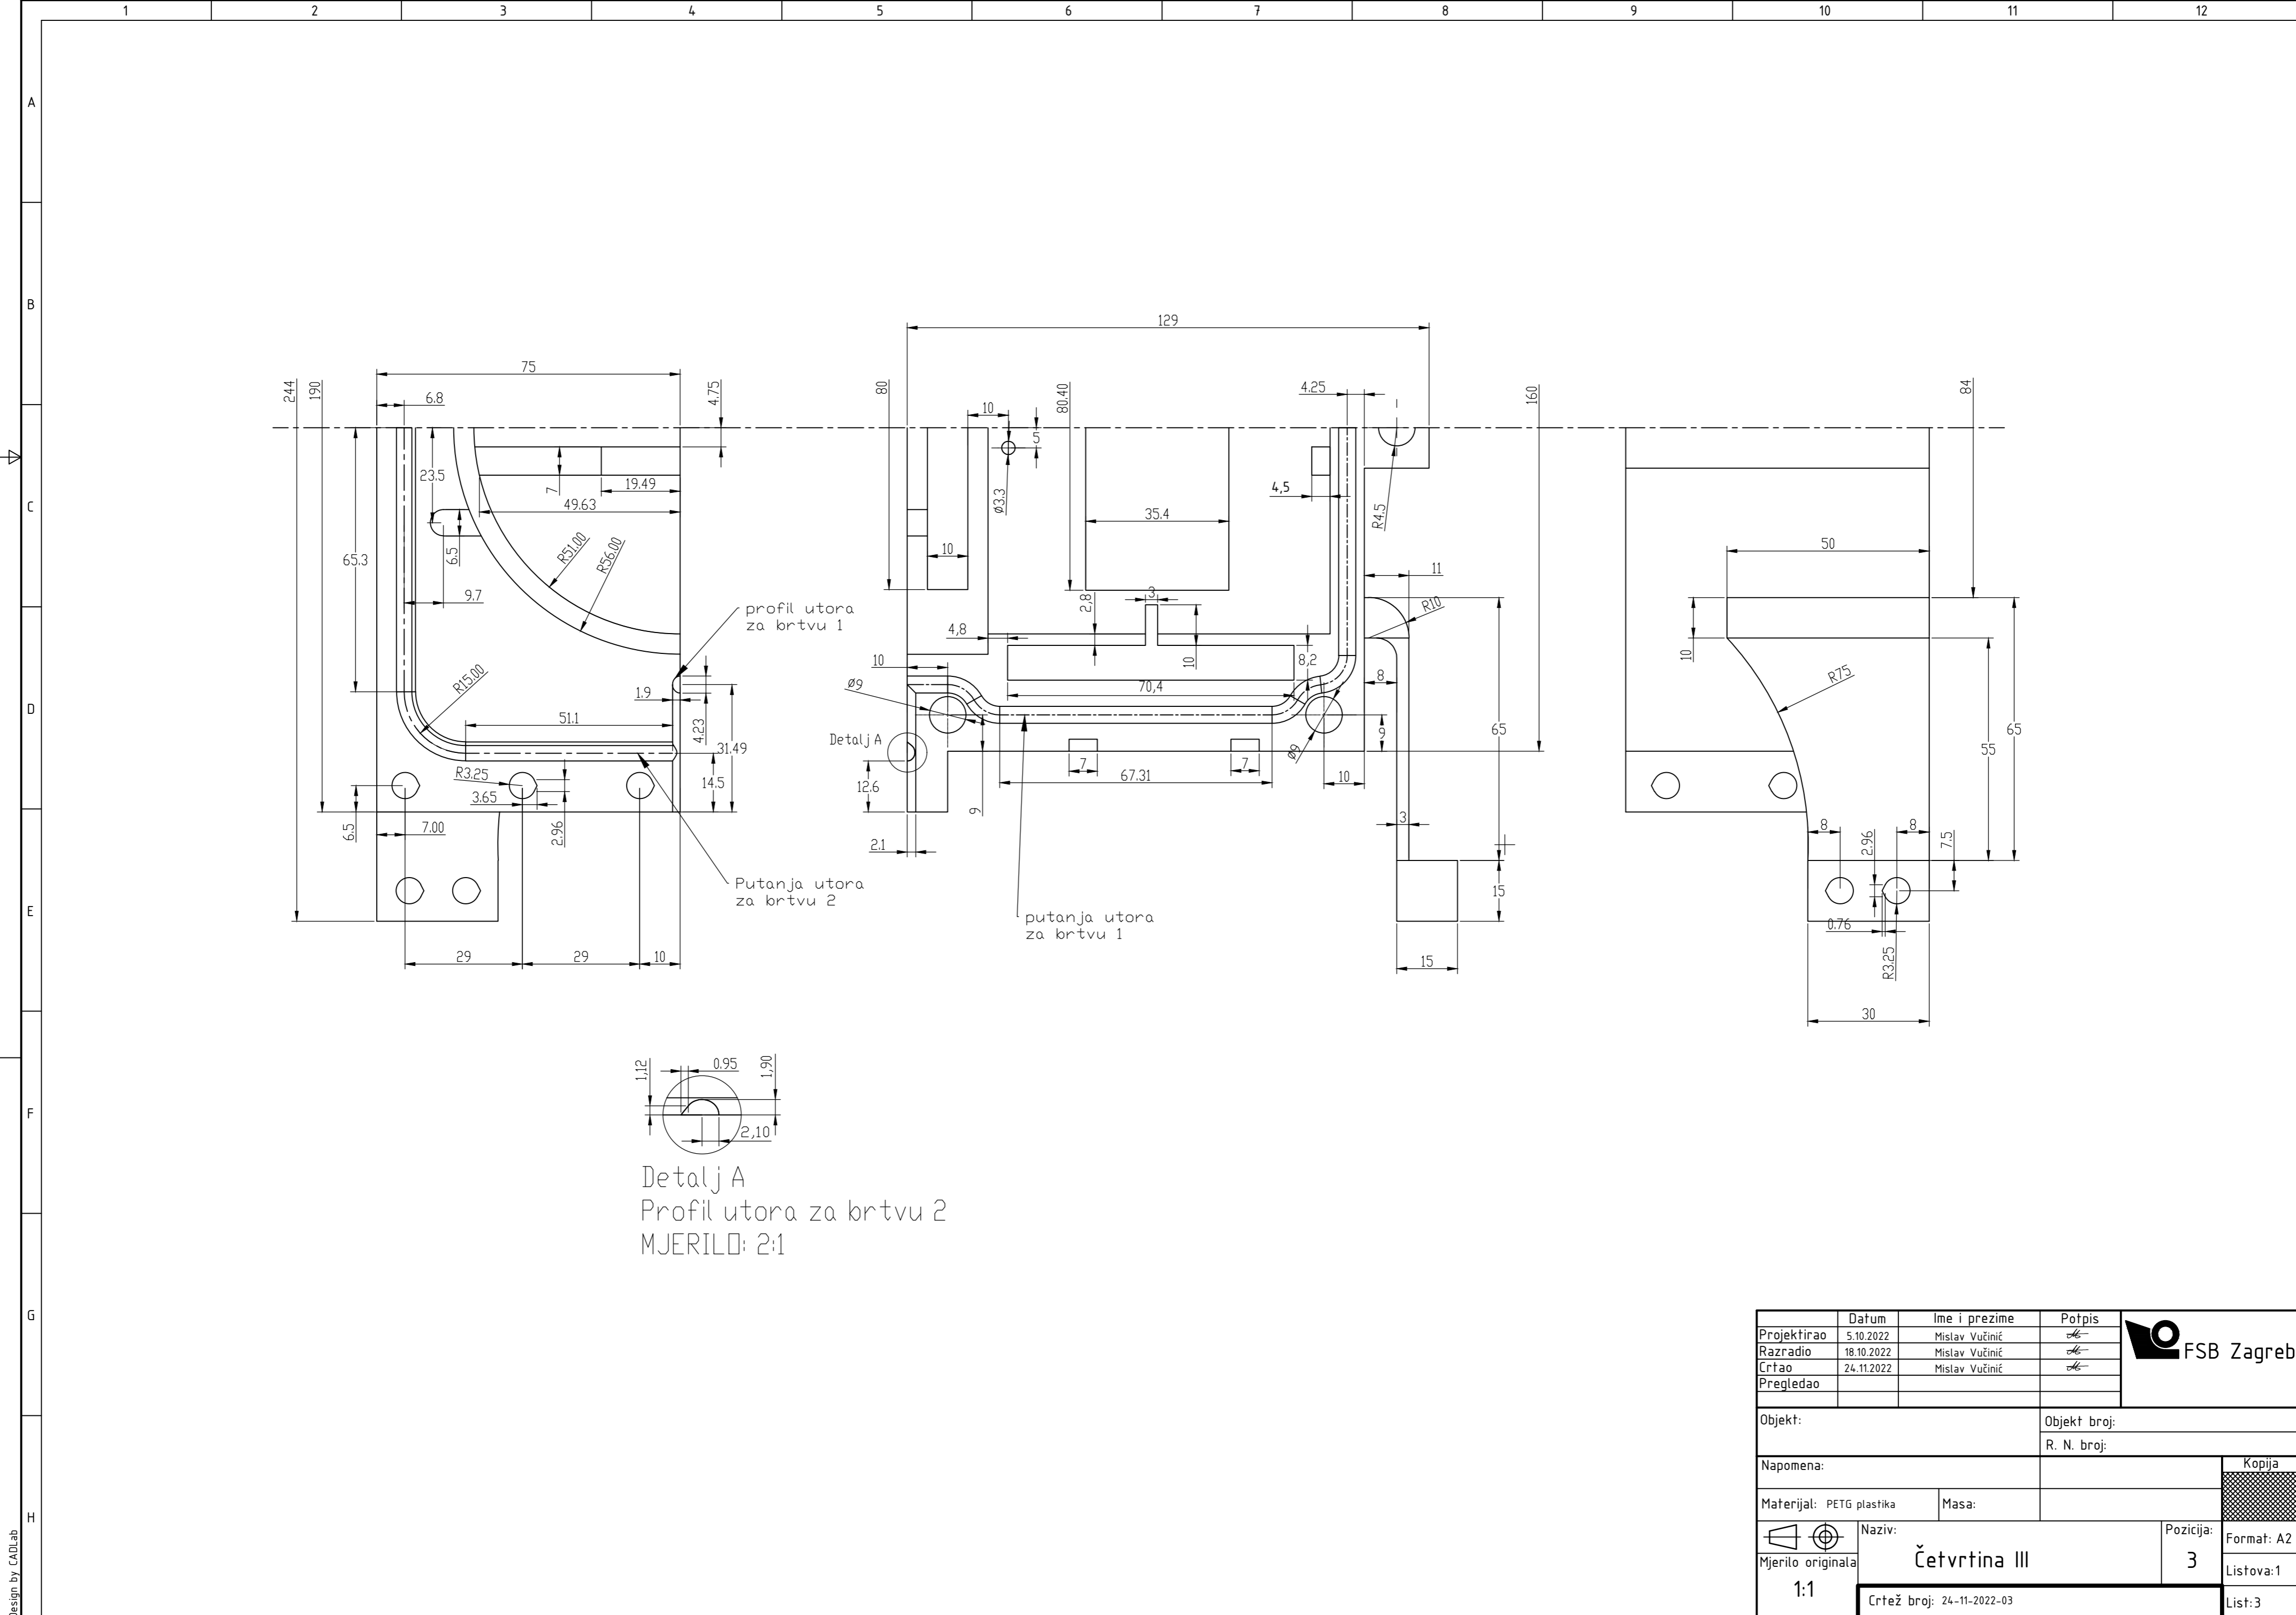 1 2 3 4 5 6 7 8 9 10 11 12
A
B
C
D
E
F
G
H
75
6.8
244
190
4.75
23.5
7
19.49
49.63
6.5
65.3
9.7
R51.00
R56.00
profil utora
za brtvu 1
R15.00
1.9
51.1
4.23
31.49
R3.25
3.65
14.5
2.96
6.5
7.00
Putanja utora
za brtvu 2
29
29
10
129
80
10
5
80.40
4.25
160
Ø3.3
4,5
R4.5
35.4
10
11
3
2,8
R10
4,8
10
10
8,2
Ø9
70,4
8
65
Detalj A
9
Ø9
7
7
67.31
10
12.6
9
3
2.1
15
putanja utora
za brtvu 1
15
84
50
10
R75
65
55
8
2.96
8
7.5
0.76
R3.25
30
1,12
0.95
1,90
2,10
Detalj A
Profil utora za brtvu 2
MJERILO: 2:1
Datum Ime i prezime Potpis
Projektirao 5.10.2022 Mislav Vučinić
Razradio 18.10.2022 Mislav Vučinić
Crtao 24.11.2022 Mislav Vučinić
Pregledao
FSB Zagreb
Objekt:
Objekt broj:
R. N. broj:
Napomena:
Kopija
Materijal: PETG plastika Masa:
Naziv:
Četvrtina III
Pozicija:
3
Format: A2
Mjerilo originala
1:1
Listova:1
Crtež broj: 24-11-2022-03
List:3
Design by CADLab